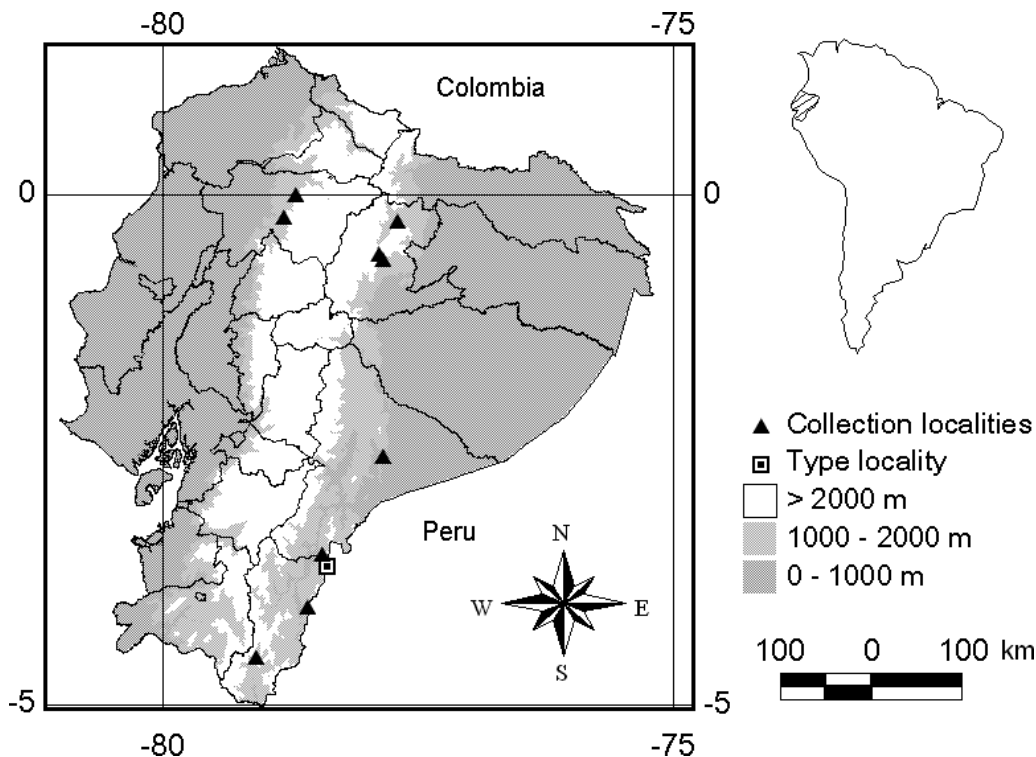 -80 -75
Colombia
0 0
Collection localities
Type locality
> 2000 m
1000 - 2000 m
0 - 1000 m
Peru
N
W E
S
100 0 100 km
-5 -5
-80 -75